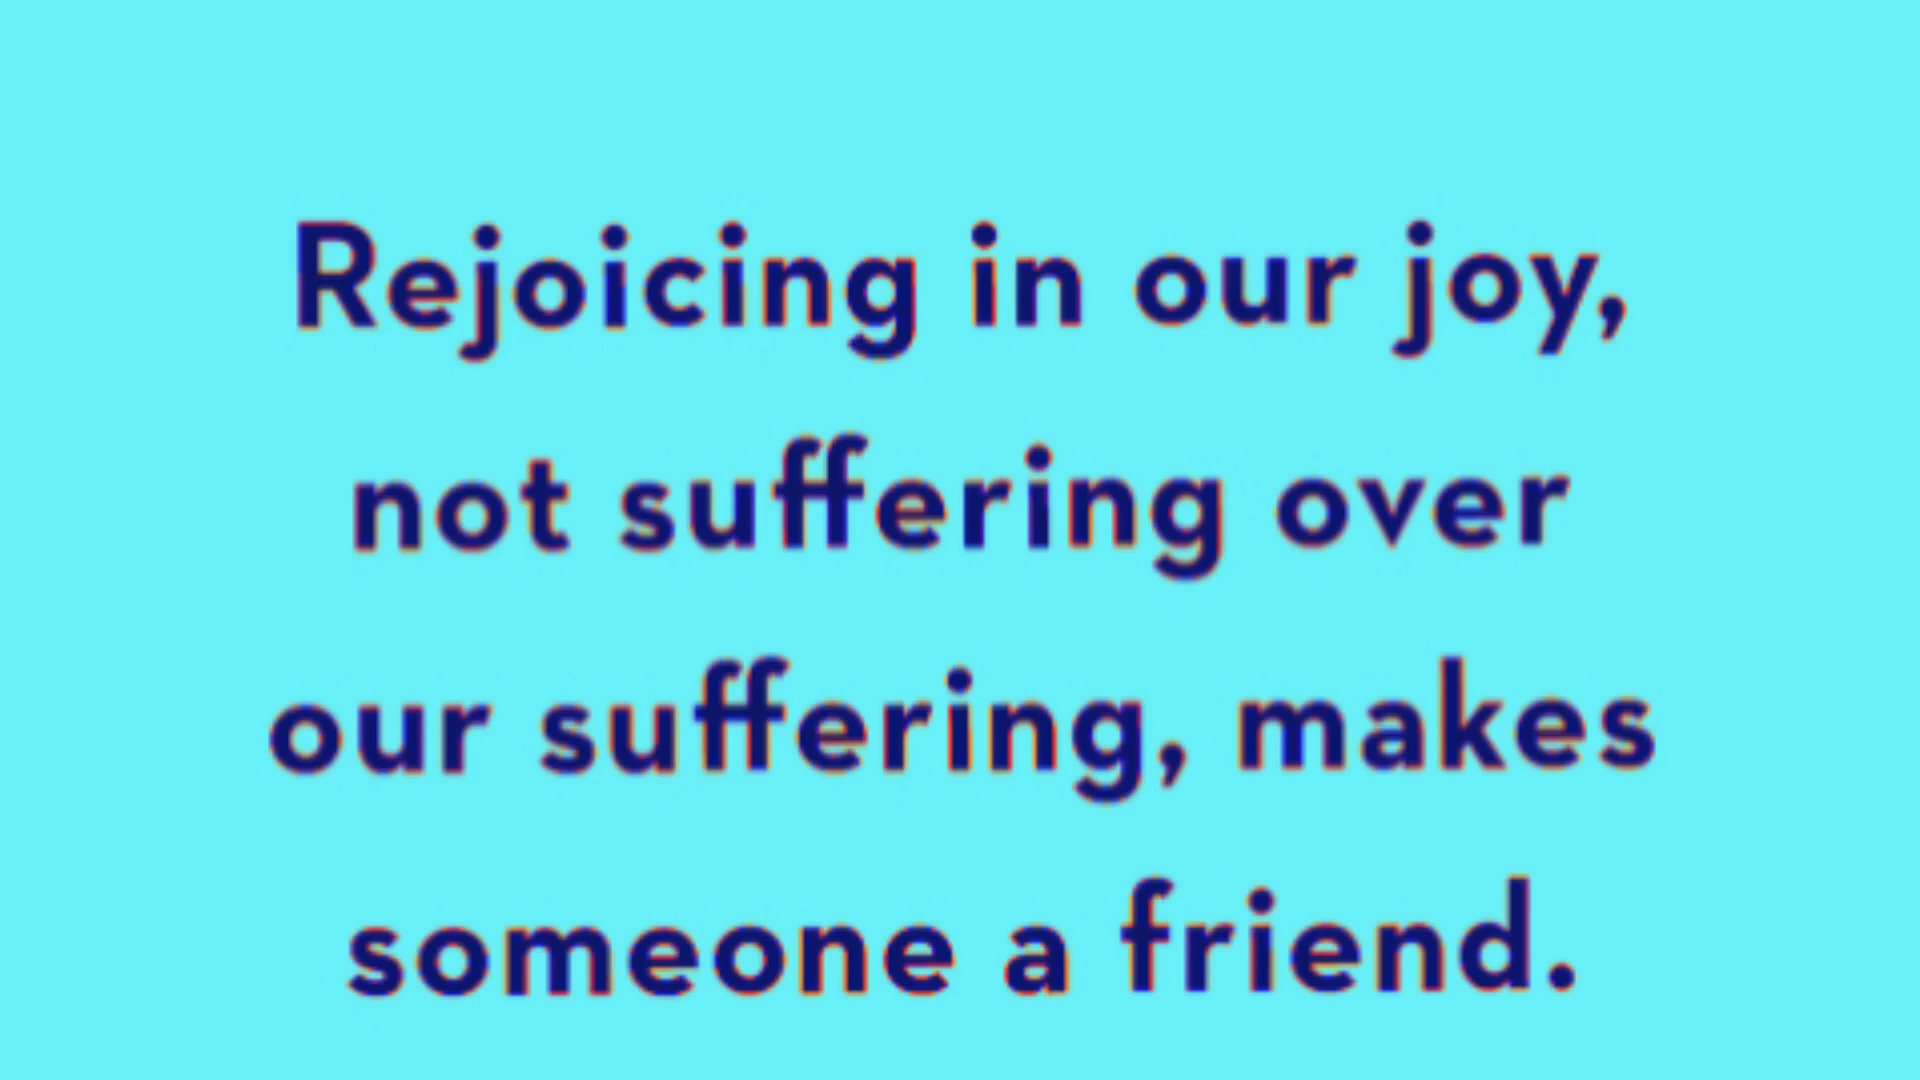 Rejoicing in our joy,
not suffering over
our suffering, makes
someone a friend.